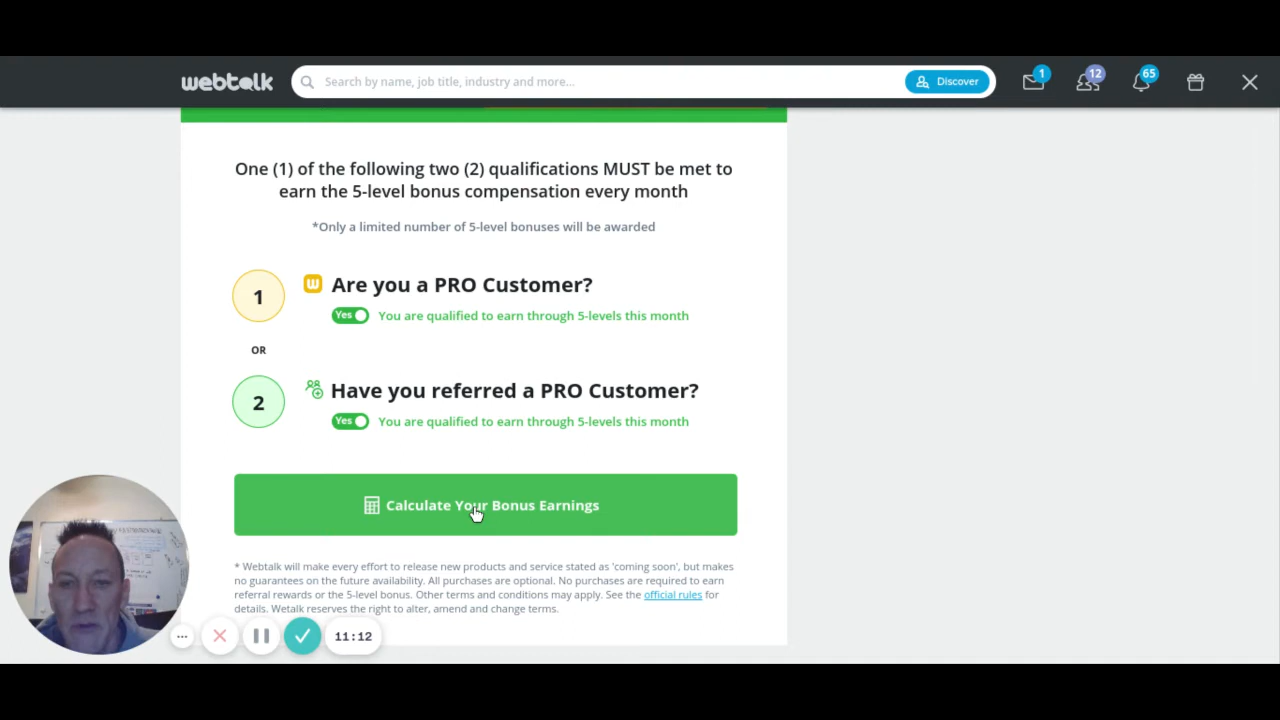 webtalk
Search by name, job title, industry and more...
Discover
1
12
65
One (1) of the following two (2) qualifications MUST be met to
earn the 5-level bonus compensation every month
*Only a limited number of 5-level bonuses will be awarded
1
W
Are you a PRO Customer?
Yes
You are qualified to earn through 5-levels this month
OR
2
Have you referred a PRO Customer?
Yes
You are qualified to earn through 5-levels this month
Calculate Your Bonus Earnings
* Webtalk will make every effort to release new products and service stated as 'coming soon', but makes
no guarantees on the future availability. All purchases are optional. No purchases are required to earn
referral rewards or the 5-level bonus. Other terms and conditions may apply. See the official rules for
details. Wetalk reserves the right to alter, amend and change terms.
11:12